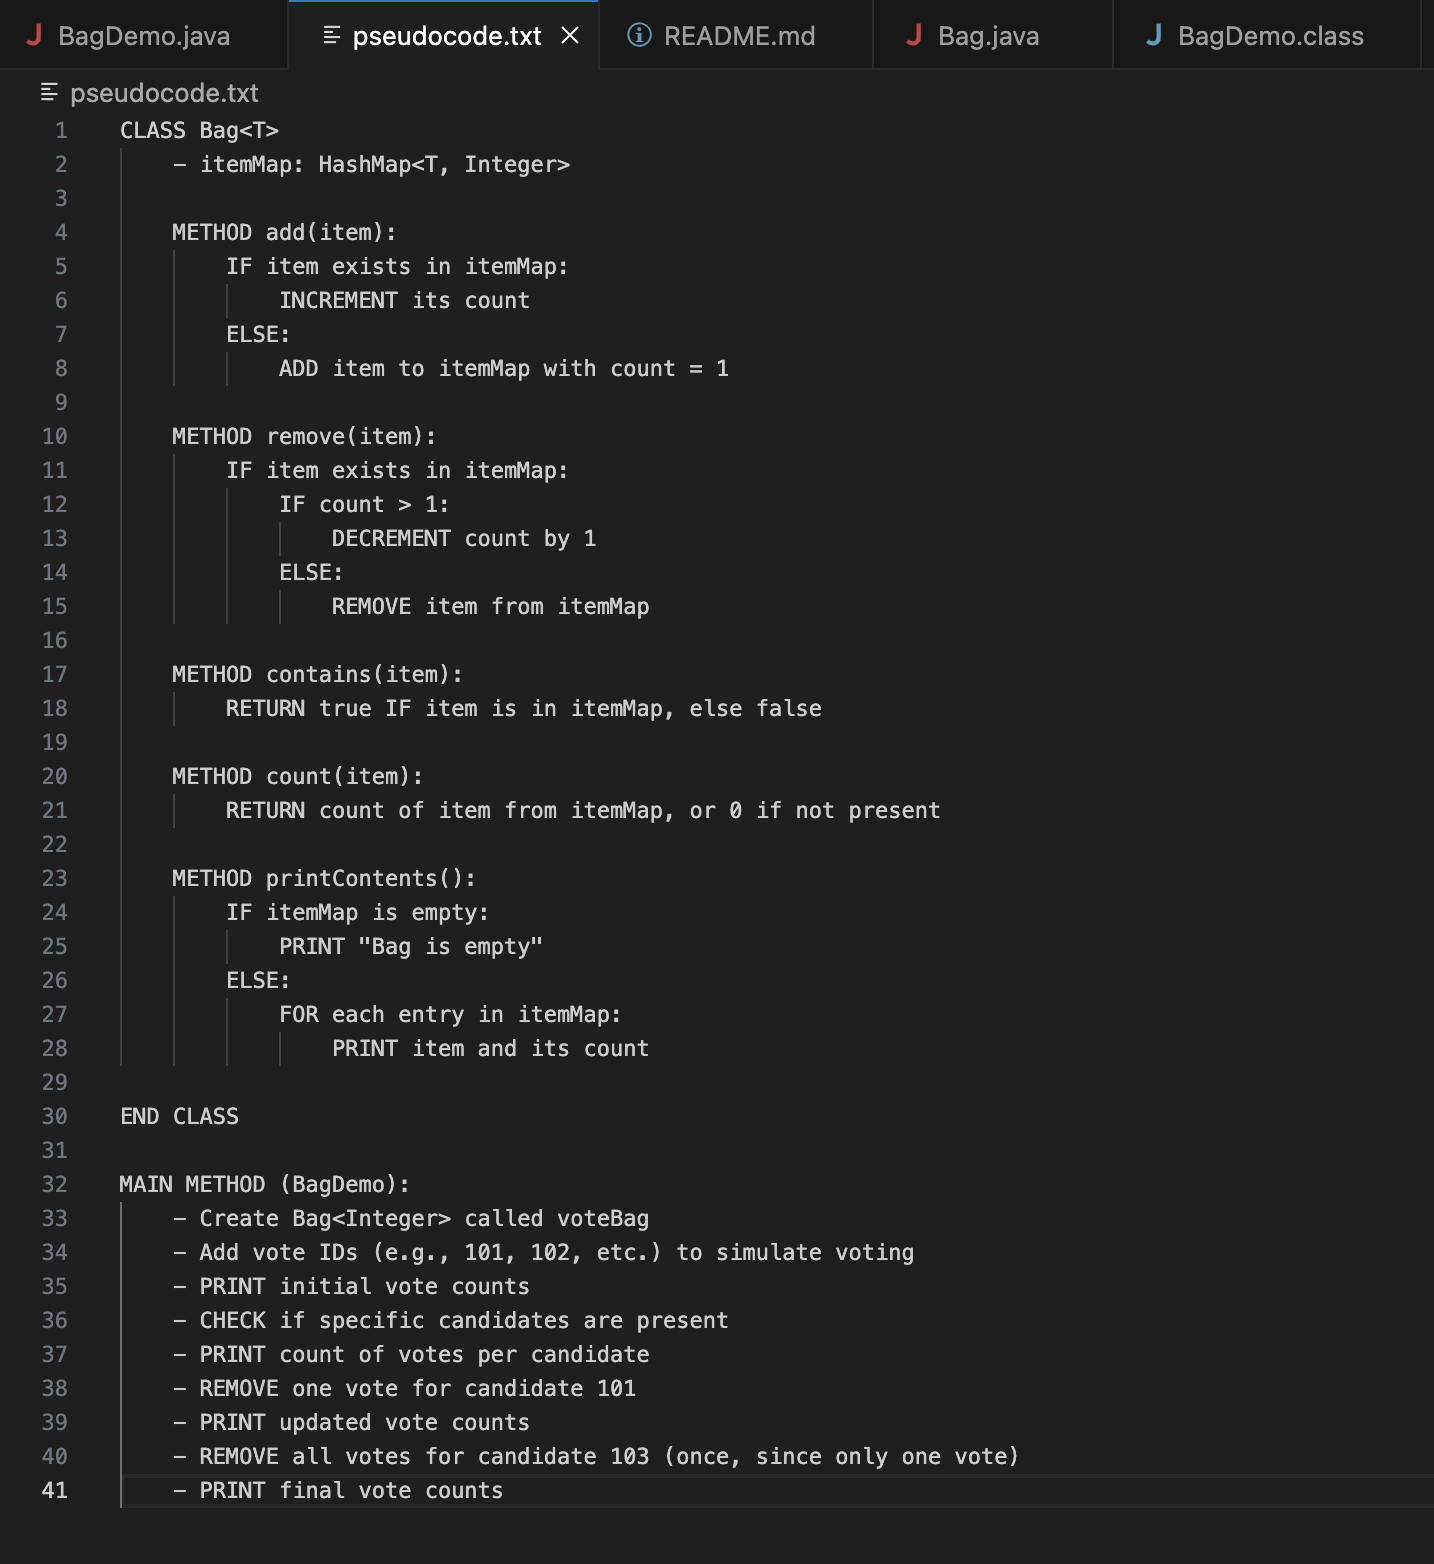 BagDemo.java pseudocode.txt README.md Bag.java BagDemo.class
pseudocode.txt
1 CLASS Bag<T>
2 - itemMap: HashMap<T, Integer>
3
4 METHOD add(item):
5 IF item exists in itemMap:
6 INCREMENT its count
7 ELSE:
8 ADD item to itemMap with count = 1
9
10 METHOD remove(item):
11 IF item exists in itemMap:
12 IF count > 1:
13 DECREMENT count by 1
14 ELSE:
15 REMOVE item from itemMap
16
17 METHOD contains(item):
18 RETURN true IF item is in itemMap, else false
19
20 METHOD count(item):
21 RETURN count of item from itemMap, or 0 if not present
22
23 METHOD printContents():
24 IF itemMap is empty:
25 PRINT "Bag is empty"
26 ELSE:
27 FOR each entry in itemMap:
28 PRINT item and its count
29
30 END CLASS
31
32 MAIN METHOD (BagDemo):
33 - Create Bag<Integer> called voteBag
34 - Add vote IDs (e.g., 101, 102, etc.) to simulate voting
35 - PRINT initial vote counts
36 - CHECK if specific candidates are present
37 - PRINT count of votes per candidate
38 - REMOVE one vote for candidate 101
39 - PRINT updated vote counts
40 - REMOVE all votes for candidate 103 (once, since only one vote)
41 - PRINT final vote counts